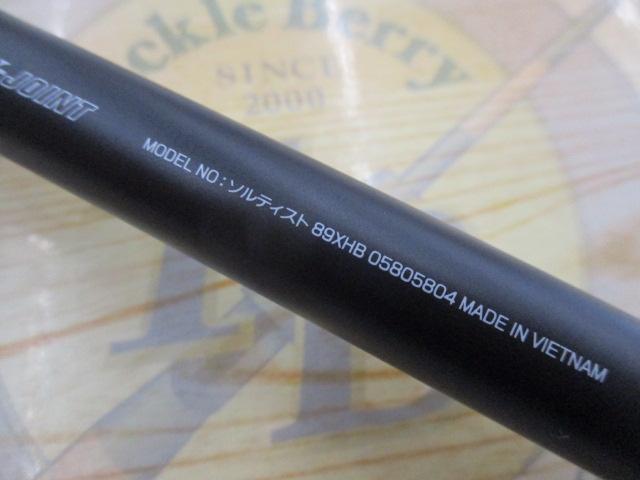 ckle Berry
SINCE
2000
-JOINT
MODEL NO : ソルティスト 89XHB 05805804 MADE IN VIETNAM